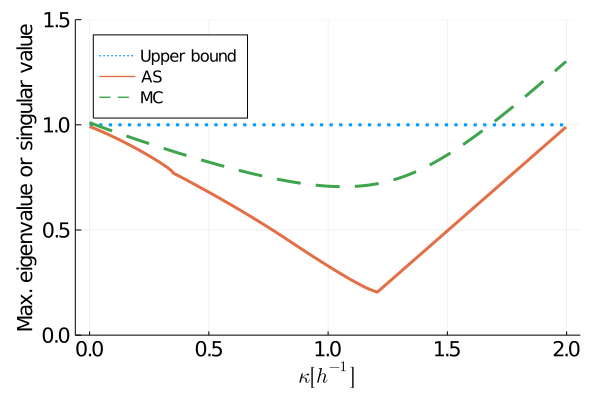 Max. eigenvalue or singular value
1.5
1.0
0.5
0.0
Upper bound
AS
MC
0.0 0.5 1.0 1.5 2.0
κ[h⁻¹]